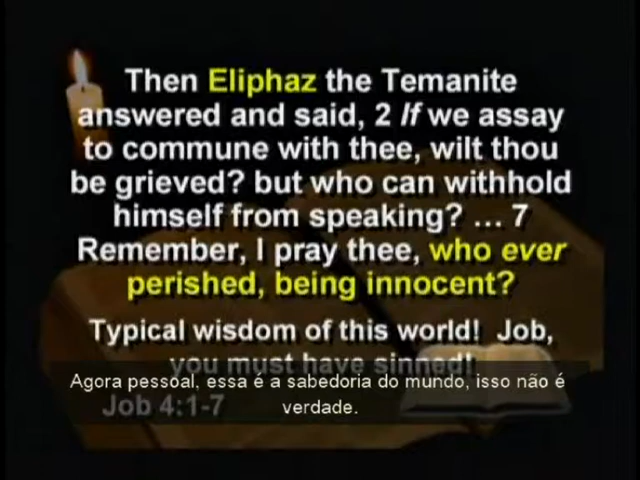 Then Eliphaz the Temanite
answered and said, 2 If we assay
to commune with thee, wilt thou
be grieved? but who can withhold
himself from speaking? … 7
Remember, I pray thee, who ever
perished, being innocent?
Typical wisdom of this world! Job,
you must have sinned!
Agora pessoal, essa é a sabedoria do mundo, isso não é
verdade.
Job 4:1-7